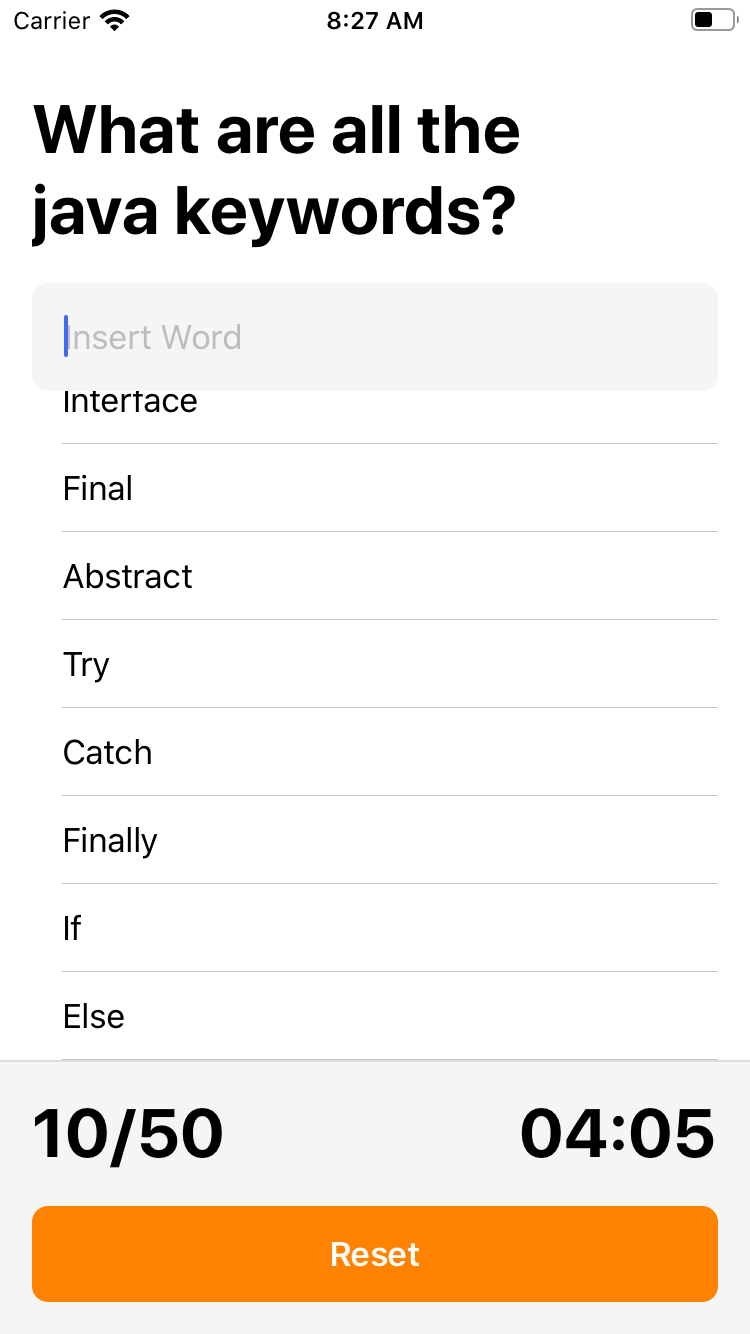 Carrier 8:27 AM
What are all the
java keywords?
Insert Word
Interface
Final
Abstract
Try
Catch
Finally
If
Else
10/50 04:05
Reset